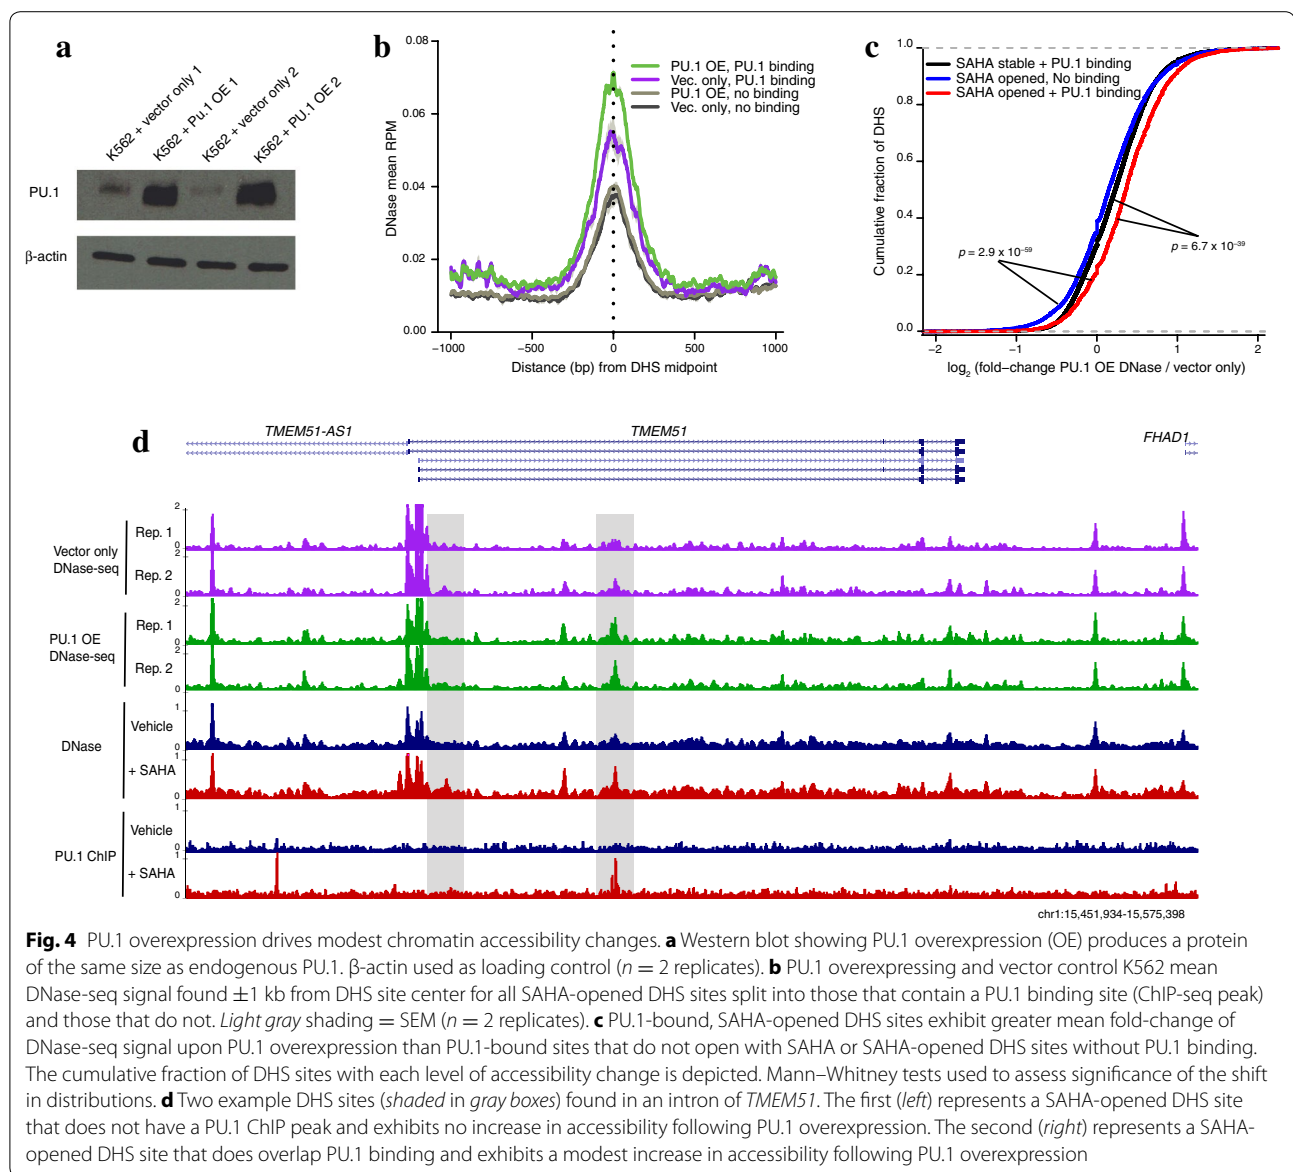 a
K562 + vector only 1
K562 + Pu.1 OE 1
K562 + vector only 2
K562 + PU.1 OE 2
PU.1
β-actin
b
0.08
0.06
0.04
0.02
0.00
DNase mean RPM
PU.1 OE, PU.1 binding
Vec. only, PU.1 binding
PU.1 OE, no binding
Vec. only, no binding
−1000
−500
0
500
1000
Distance (bp) from DHS midpoint
c
1.0
0.8
0.6
0.4
0.2
0.0
Cumulative fraction of DHS
SAHA stable + PU.1 binding
SAHA opened, No binding
SAHA opened + PU.1 binding
p = 2.9 x 10⁻⁵⁹
p = 6.7 x 10⁻³⁹
−2
−1
0
1
2
log₂ (fold−change PU.1 OE DNase / vector only)
d
TMEM51-AS1
TMEM51
FHAD1
Vector only
DNase-seq
Rep. 1
2
0
Rep. 2
2
0
PU.1 OE
DNase-seq
Rep. 1
2
0
Rep. 2
2
0
DNase
Vehicle
1
0
+ SAHA
1
0
PU.1 ChIP
Vehicle
1
0
+ SAHA
1
0
chr1:15,451,934-15,575,398
Fig. 4 PU.1 overexpression drives modest chromatin accessibility changes. a Western blot showing PU.1 overexpression (OE) produces a protein
of the same size as endogenous PU.1. β-actin used as loading control (n = 2 replicates). b PU.1 overexpressing and vector control K562 mean
DNase-seq signal found ±1 kb from DHS site center for all SAHA-opened DHS sites split into those that contain a PU.1 binding site (ChIP-seq peak)
and those that do not. Light gray shading = SEM (n = 2 replicates). c PU.1-bound, SAHA-opened DHS sites exhibit greater mean fold-change of
DNase-seq signal upon PU.1 overexpression than PU.1-bound sites that do not open with SAHA or SAHA-opened DHS sites without PU.1 binding.
The cumulative fraction of DHS sites with each level of accessibility change is depicted. Mann–Whitney tests used to assess significance of the shift
in distributions. d Two example DHS sites (shaded in gray boxes) found in an intron of TMEM51. The first (left) represents a SAHA-opened DHS site
that does not have a PU.1 ChIP peak and exhibits no increase in accessibility following PU.1 overexpression. The second (right) represents a SAHA-
opened DHS site that does overlap PU.1 binding and exhibits a modest increase in accessibility following PU.1 overexpression